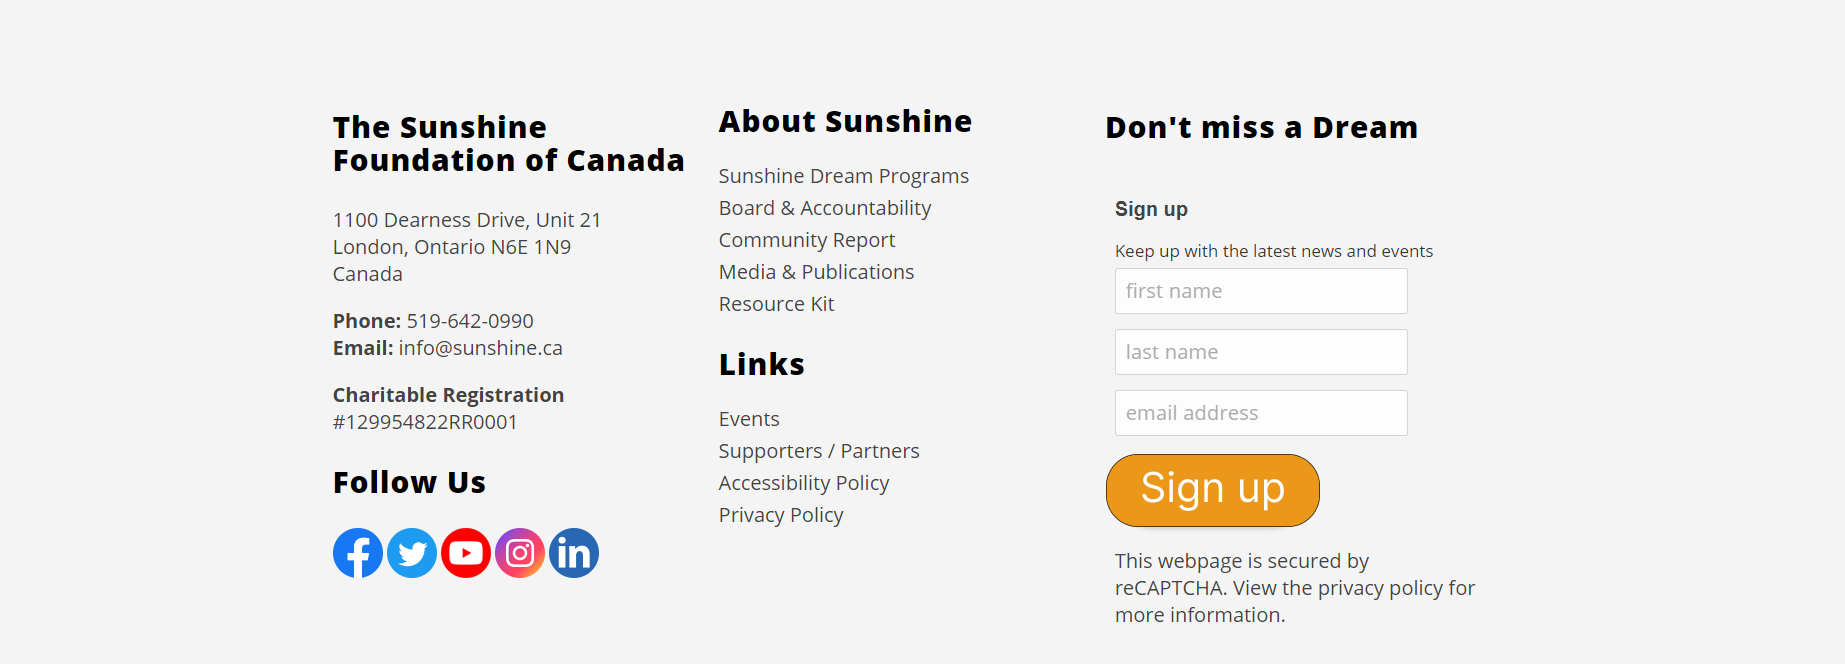 The Sunshine
Foundation of Canada
1100 Dearness Drive, Unit 21
London, Ontario N6E 1N9
Canada
Phone: 519-642-0990
Email: info@sunshine.ca
Charitable Registration
#129954822RR0001
Follow Us
About Sunshine
Sunshine Dream Programs
Board & Accountability
Community Report
Media & Publications
Resource Kit
Links
Events
Supporters / Partners
Accessibility Policy
Privacy Policy
Don't miss a Dream
Sign up
Keep up with the latest news and events
first name
last name
email address
Sign up
This webpage is secured by
reCAPTCHA. View the privacy policy for
more information.